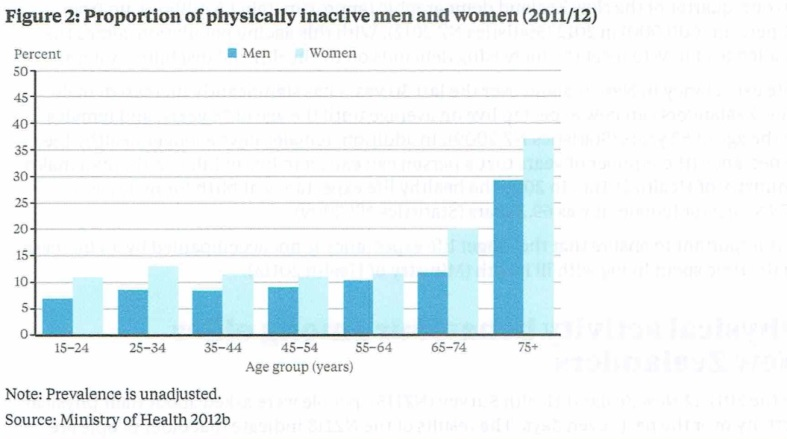 Figure 2: Proportion of physically inactive men and women (2011/12)
Percent
Men Women
50
45
40
35
30
25
20
15
10
5
0
15–24 25–34 35–44 45–54 55–64 65–74 75+
Age group (years)
Note: Prevalence is unadjusted.
Source: Ministry of Health 2012b